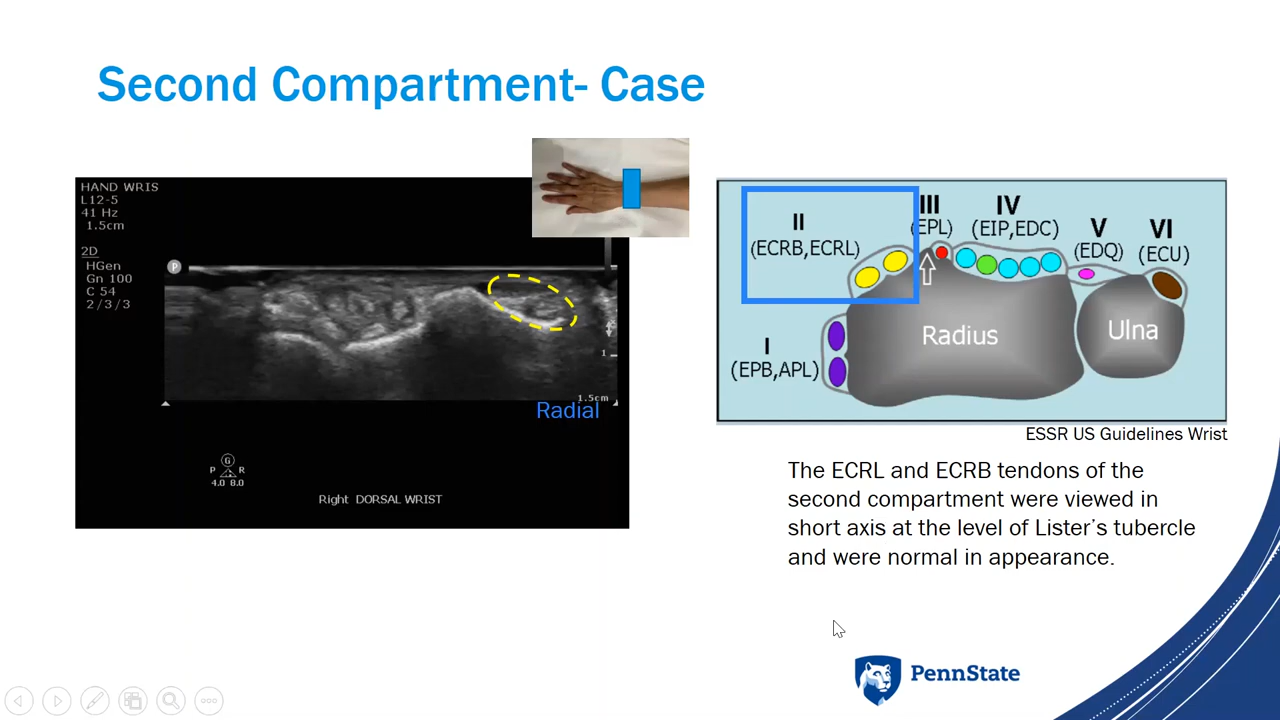 Second Compartment- Case
HAND WRIS
L12-5
41 Hz
1.5cm
2D
HGen
Gn 100
C 54
2/3/3
P
1
1.5cm
Radial
G
P R
4.0 8.0
Right DORSAL WRIST
II
(ECRB,ECRL)
III
(EPL)
IV
(EIP,EDC)
V
(EDQ)
VI
(ECU)
I
(EPB,APL)
Radius
Ulna
ESSR US Guidelines Wrist
The ECRL and ECRB tendons of the
second compartment were viewed in
short axis at the level of Lister's tubercle
and were normal in appearance.
PennState